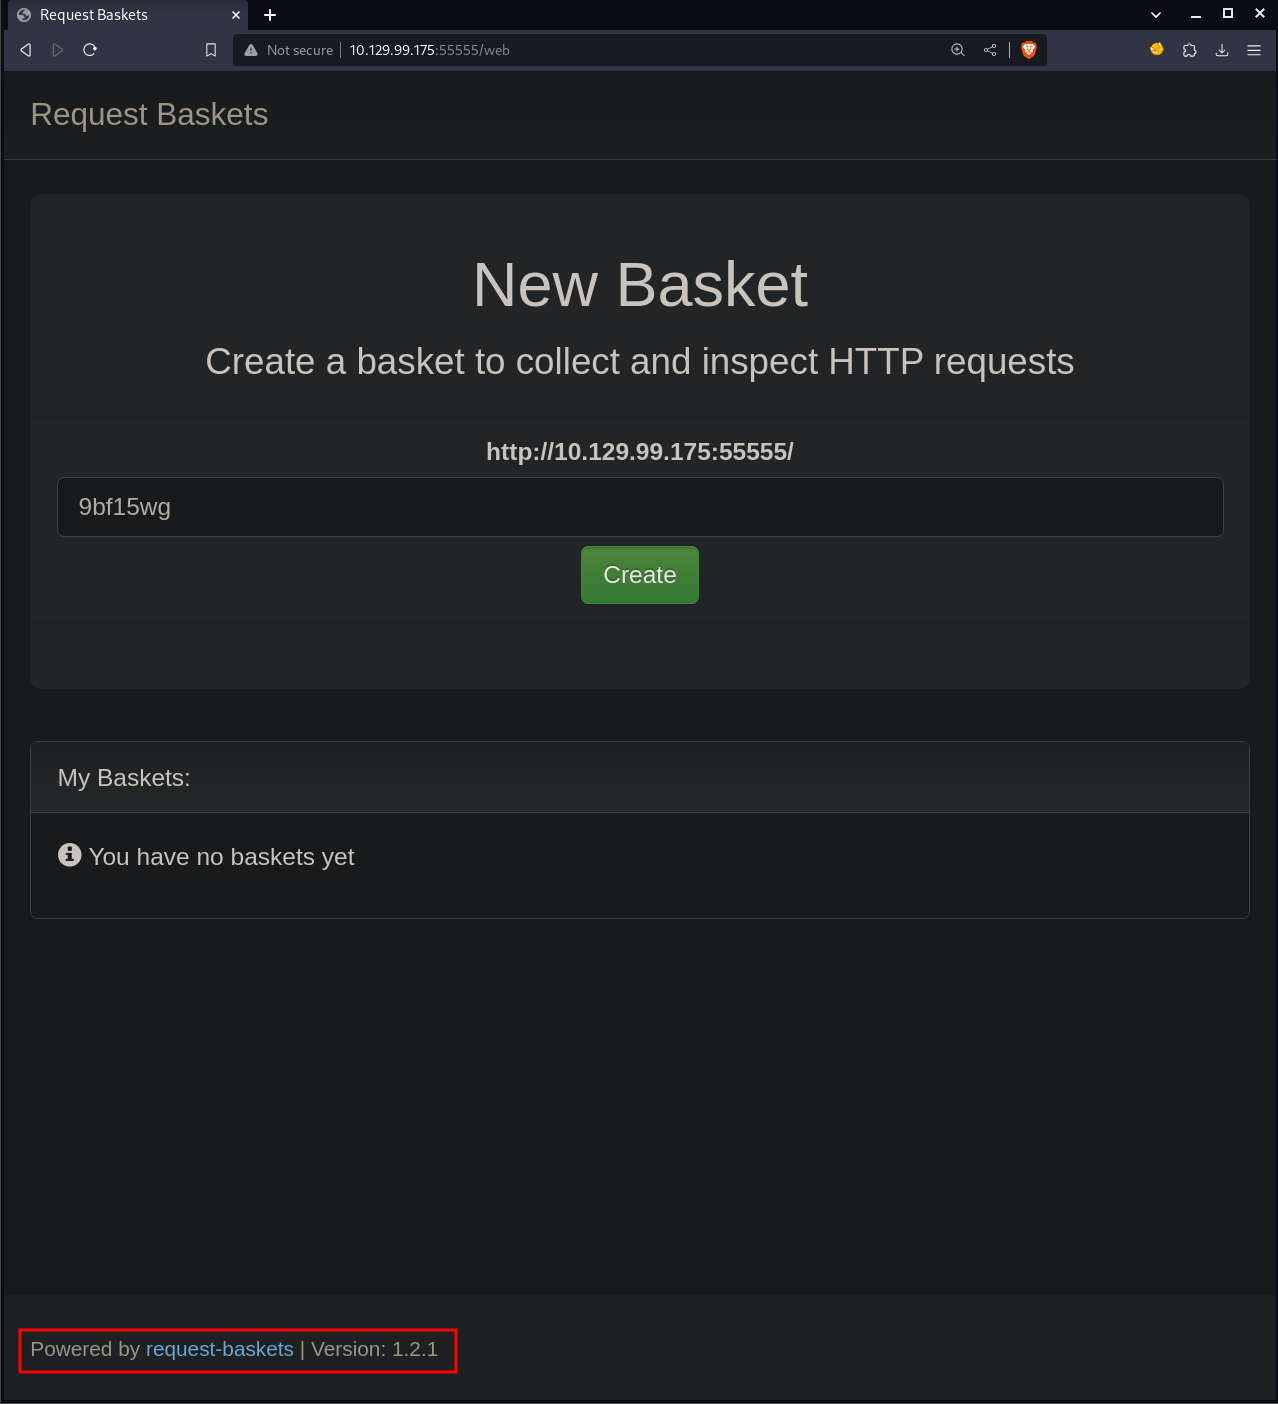 Request Baskets
Not secure 10.129.99.175:55555/web
Request Baskets
New Basket
Create a basket to collect and inspect HTTP requests
http://10.129.99.175:55555/
9bf15wg
Create
My Baskets:
You have no baskets yet
Powered by request-baskets | Version: 1.2.1